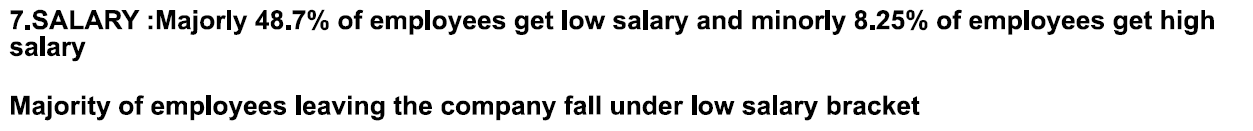 7.SALARY :Majorly 48.7% of employees get low salary and minorly 8.25% of employees get high
salary
Majority of employees leaving the company fall under low salary bracket